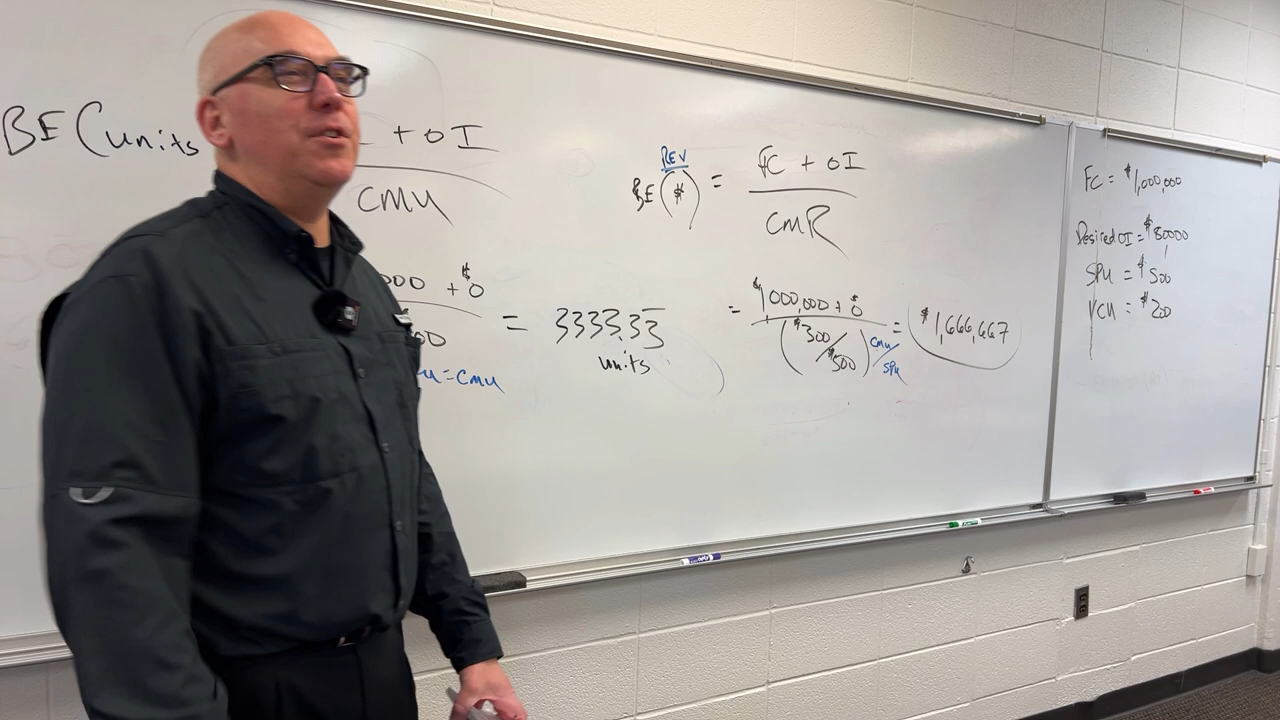 BE (units
+ OI
CMU
000 + $0
00
u = CMU
= 3333.33
units
REV
BE ($) = FC + OI
CMR
= $1,000,000 + $0
($300/$500) CMU/SPU = $1,666,667
FC = $1,000,000
Desired OI = $80000
SPU = $500
VCU = $200